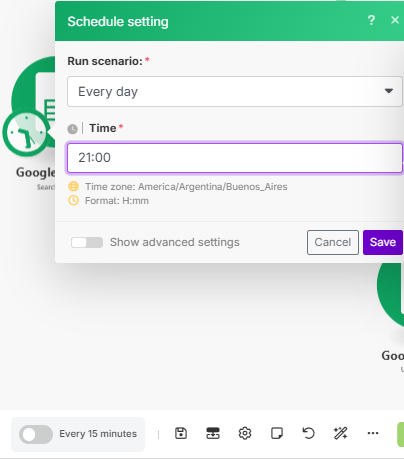 Schedule setting
?
Run scenario:*
Every day
Time*
21:00
Time zone: America/Argentina/Buenos_Aires
Format: H:mm
Show advanced settings
Cancel
Save
Google
Searc
Goo
Every 15 minutes